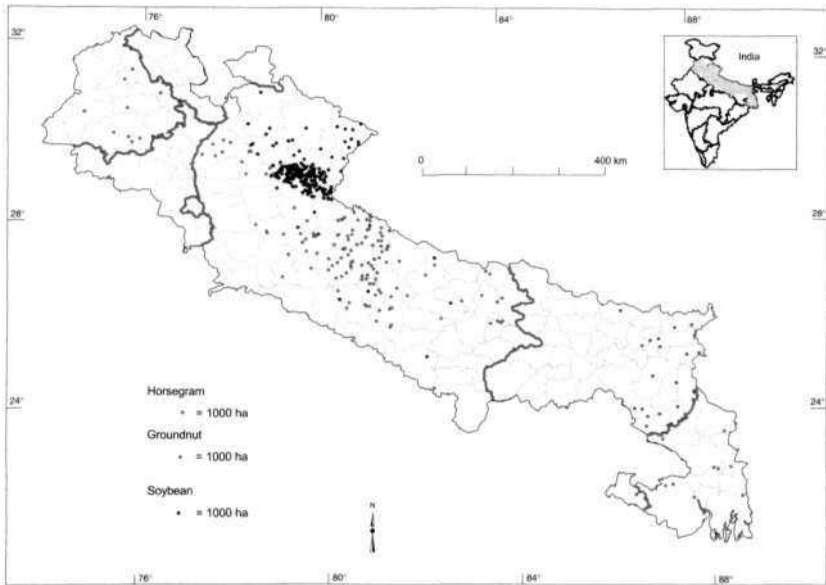 76°
80°
84°
88°
32°
32°
India
0
400 km
28°
28°
24°
24°
Horsegram
= 1000 ha
Groundnut
= 1000 ha
Soybean
= 1000 ha
N
76°
80°
84°
88°